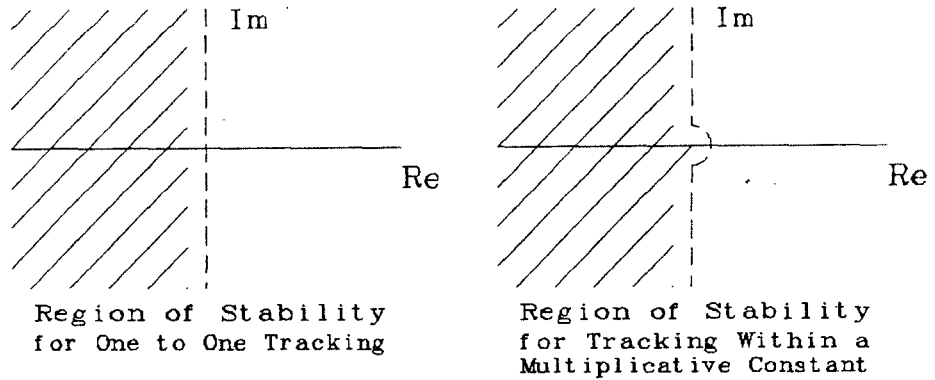 Im
Re
Region of Stability
for One to One Tracking
Im
Re
Region of Stability
for Tracking Within a
Multiplicative Constant